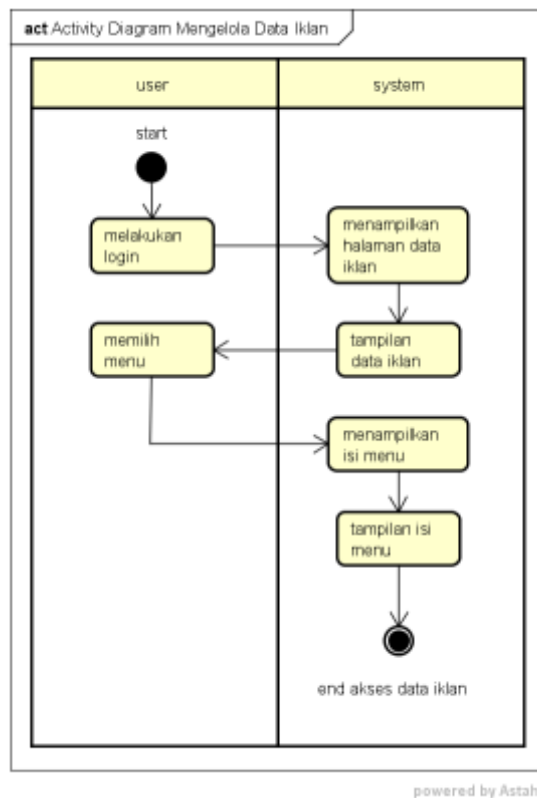 act Activity Diagram Mengelola Data Iklan
user
system
start
melakukan
login
menampilkan
halaman data
iklan
memilih
menu
tampilan
data iklan
menampilkan
isi menu
tampilan isi
menu
end akses data iklan
powered by Astah